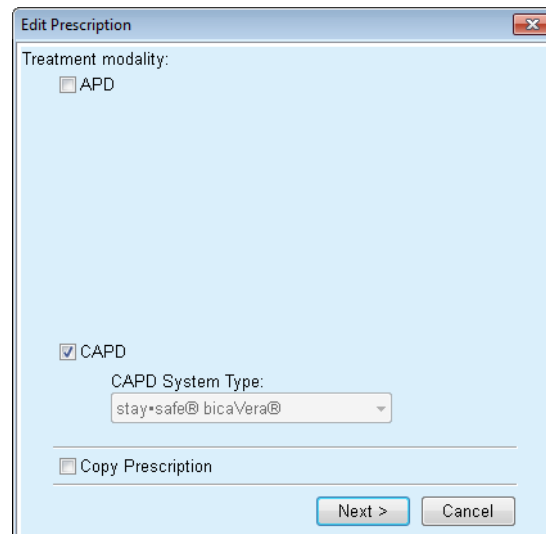 Edit Prescription
Treatment modality:
APD
CAPD
CAPD System Type:
stay•safe® bicaVera®
Copy Prescription
Next >
Cancel